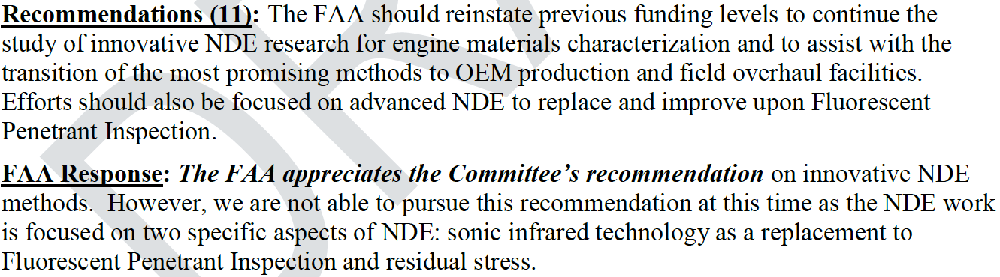 Recommendations (11): The FAA should reinstate previous funding levels to continue the
study of innovative NDE research for engine materials characterization and to assist with the
transition of the most promising methods to OEM production and field overhaul facilities.
Efforts should also be focused on advanced NDE to replace and improve upon Fluorescent
Penetrant Inspection.
FAA Response: The FAA appreciates the Committee’s recommendation on innovative NDE
methods.  However, we are not able to pursue this recommendation at this time as the NDE work
is focused on two specific aspects of NDE: sonic infrared technology as a replacement to
Fluorescent Penetrant Inspection and residual stress.